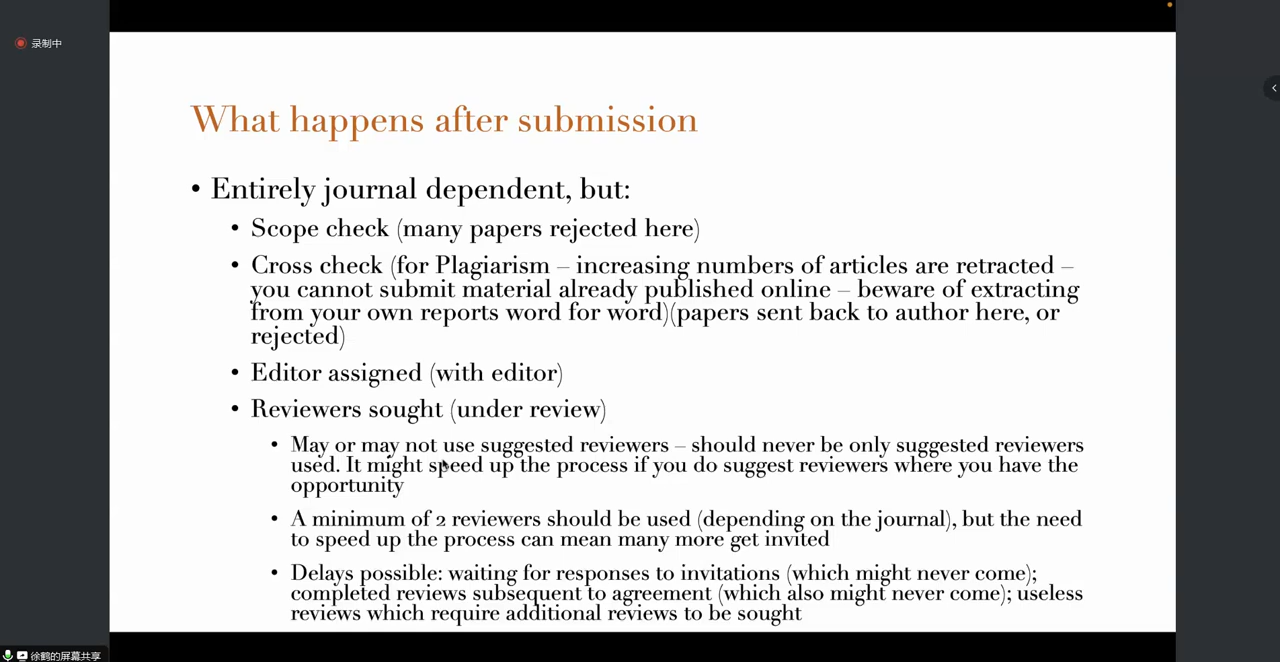 录制中
What happens after submission
• Entirely journal dependent, but:
• Scope check (many papers rejected here)
• Cross check (for Plagiarism – increasing numbers of articles are retracted –
you cannot submit material already published online – beware of extracting
from your own reports word for word)(papers sent back to author here, or
rejected)
• Editor assigned (with editor)
• Reviewers sought (under review)
• May or may not use suggested reviewers – should never be only suggested reviewers
used. It might speed up the process if you do suggest reviewers where you have the
opportunity
• A minimum of 2 reviewers should be used (depending on the journal), but the need
to speed up the process can mean many more get invited
• Delays possible: waiting for responses to invitations (which might never come);
completed reviews subsequent to agreement (which also might never come); useless
reviews which require additional reviews to be sought
徐鹤的屏幕共享